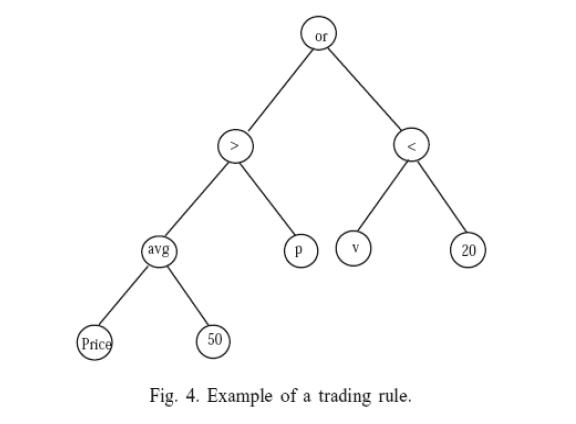 or
>
<
avg
p
v
20
Price
50
Fig. 4. Example of a trading rule.